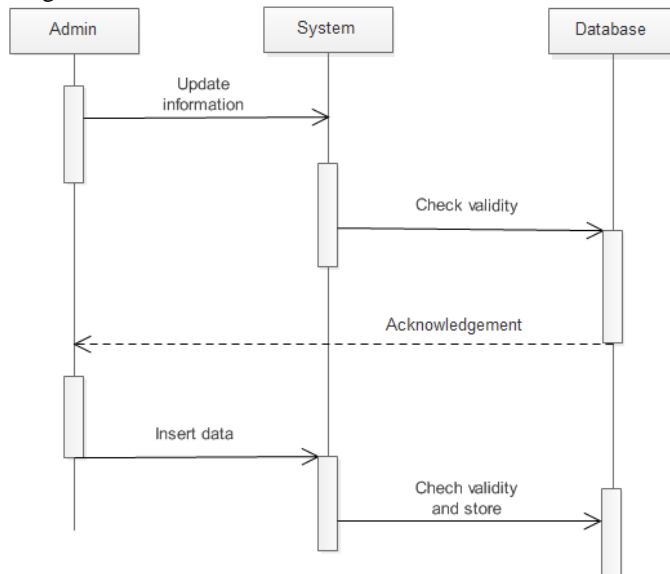 Admin
System
Database
Update
information
Check validity
Acknowledgement
Insert data
Chech validity
and store